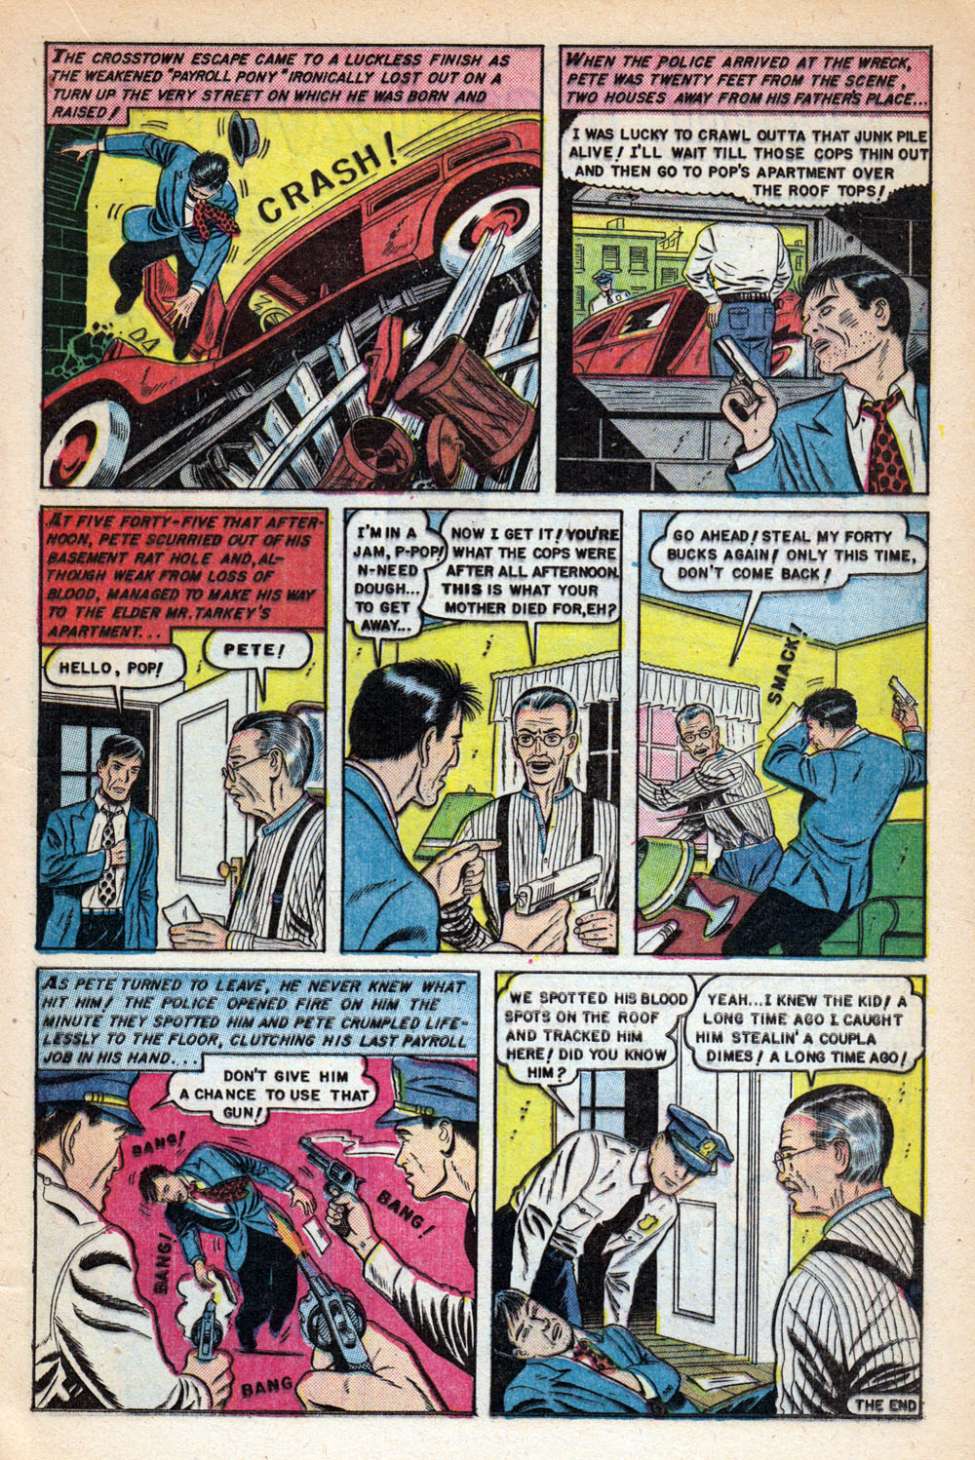 THE CROSSTOWN ESCAPE CAME TO A LUCKLESS FINISH AS
THE WEAKENED "PAYROLL PONY" IRONICALLY LOST OUT ON A
TURN UP THE VERY STREET ON WHICH HE WAS BORN AND
RAISED!
CRASH!
WHEN THE POLICE ARRIVED AT THE WRECK,
PETE WAS TWENTY FEET FROM THE SCENE,
TWO HOUSES AWAY FROM HIS FATHER'S PLACE...
I WAS LUCKY TO CRAWL OUTTA THAT JUNK PILE
ALIVE! I'LL WAIT TILL THOSE COPS THIN OUT
AND THEN GO TO POP'S APARTMENT OVER
THE ROOF TOPS!
AT FIVE FORTY-FIVE THAT AFTER-
NOON, PETE SCURRIED OUT OF HIS
BASEMENT RAT HOLE AND, AL-
THOUGH WEAK FROM LOSS OF
BLOOD, MANAGED TO MAKE HIS WAY
TO THE ELDER MR. TARKEY'S
APARTMENT...
HELLO, POP!
PETE!
I'M IN A
JAM, P-POP!
N-NEED
DOUGH...
TO GET
AWAY...
NOW I GET IT! YOU'RE
WHAT THE COPS WERE
AFTER ALL AFTERNOON.
THIS IS WHAT YOUR
MOTHER DIED FOR, EH?
GO AHEAD! STEAL MY FORTY
BUCKS AGAIN! ONLY THIS TIME,
DON'T COME BACK!
SMACK!
AS PETE TURNED TO LEAVE, HE NEVER KNEW WHAT
HIT HIM! THE POLICE OPENED FIRE ON HIM THE
MINUTE THEY SPOTTED HIM AND PETE CRUMPLED LIFE-
LESSLY TO THE FLOOR, CLUTCHING HIS LAST PAYROLL
JOB IN HIS HAND....
DON'T GIVE HIM
A CHANCE TO USE THAT
GUN!
BANG!
BANG!
BANG!
BANG
WE SPOTTED HIS BLOOD
SPOTS ON THE ROOF
AND TRACKED HIM
HERE! DID YOU KNOW
HIM?
YEAH...I KNEW THE KID! A
LONG TIME AGO I CAUGHT
HIM STEALIN' A COUPLA
DIMES! A LONG TIME AGO!
THE END